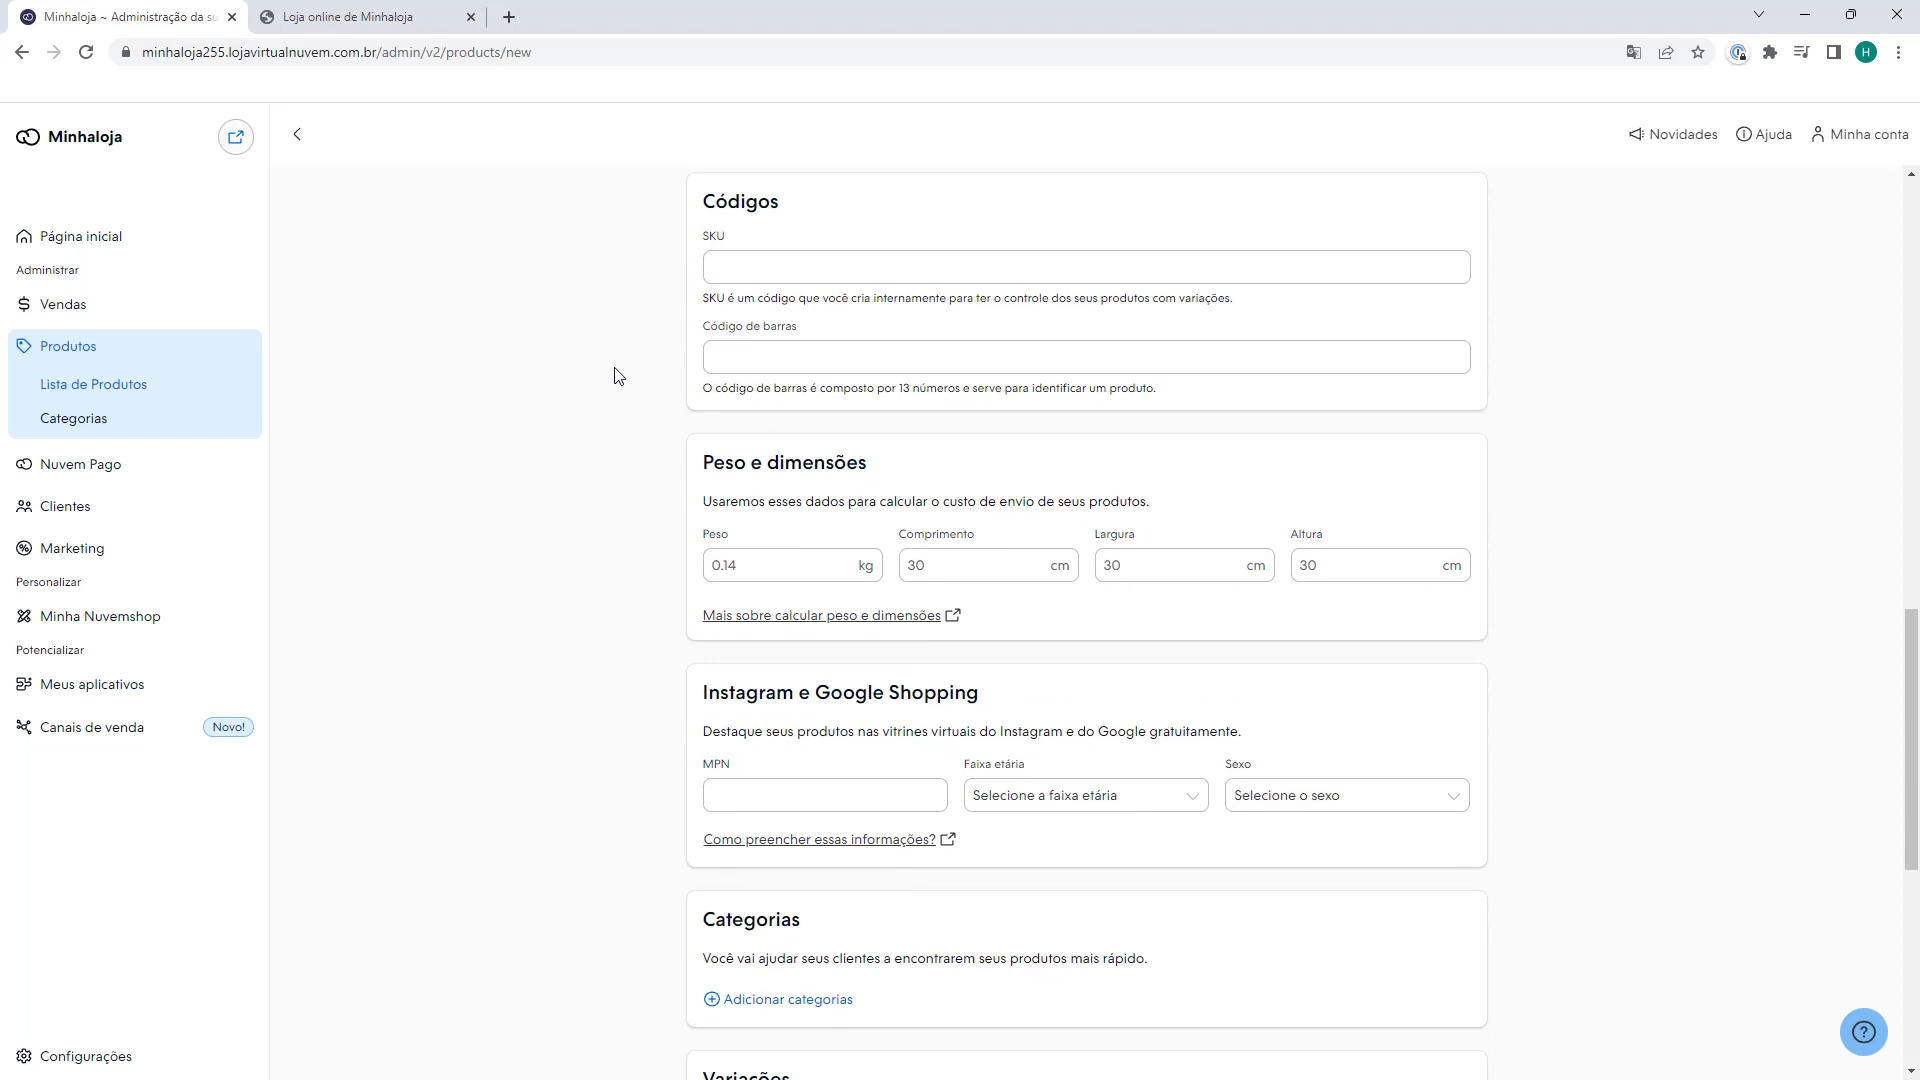 Minhaloja ~ Administração da su
Loja online de Minhaloja
minhaloja255.lojavirtualnuvem.com.br/admin/v2/products/new
H
Minhaloja
Novidades
Ajuda
Minha conta
Página inicial
Administrar
Vendas
Produtos
Lista de Produtos
Categorias
Nuvem Pago
Clientes
Marketing
Personalizar
Minha Nuvemshop
Potencializar
Meus aplicativos
Canais de venda
Novo!
Configurações
Códigos
SKU
SKU é um código que você cria internamente para ter o controle dos seus produtos com variações.
Código de barras
O código de barras é composto por 13 números e serve para identificar um produto.
Peso e dimensões
Usaremos esses dados para calcular o custo de envio de seus produtos.
Peso Comprimento Largura Altura
0.14 kg 30 cm 30 cm 30 cm
Mais sobre calcular peso e dimensões
Instagram e Google Shopping
Destaque seus produtos nas vitrines virtuais do Instagram e do Google gratuitamente.
MPN Faixa etária Sexo
Selecione a faixa etária Selecione o sexo
Como preencher essas informações?
Categorias
Você vai ajudar seus clientes a encontrarem seus produtos mais rápido.
Adicionar categorias
Variações